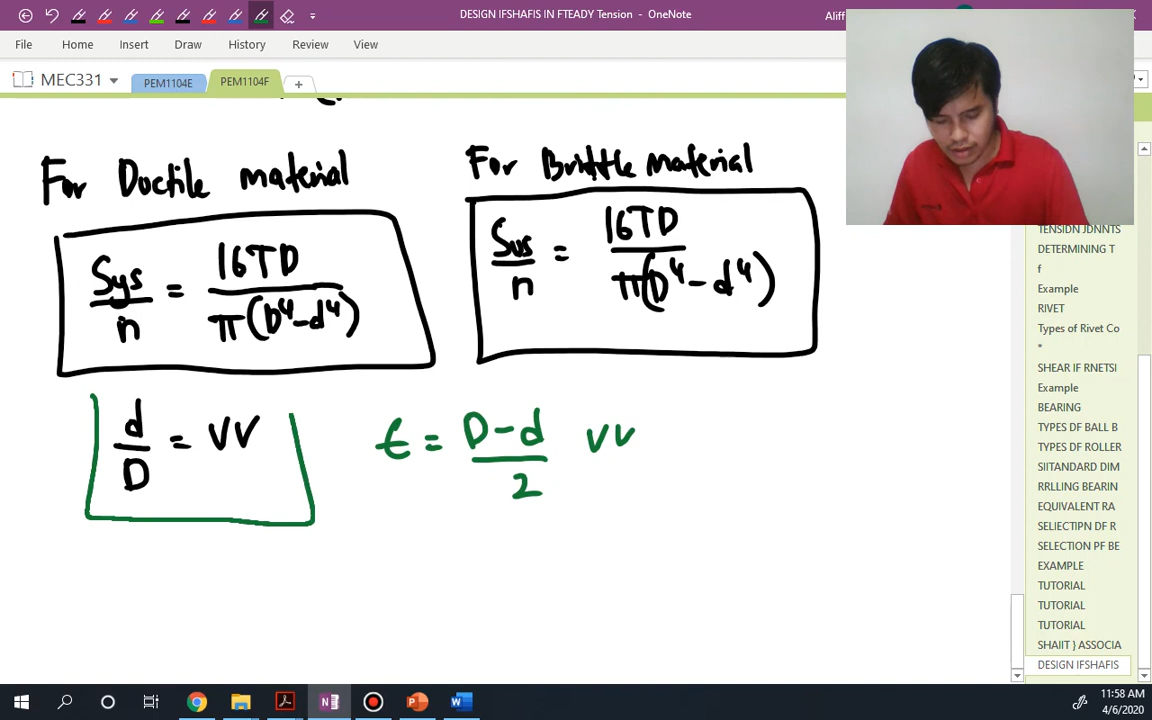 DESIGN IFSHAFIS IN FTEADY Tension - OneNote
Aliff
File Home Insert Draw History Review View
MEC331 PEM1104E PEM1104F
For Ductile material
For Brittle material
Sys/n = 16TD/π(D⁴-d⁴)
Sus/n = 16TD/π(D⁴-d⁴)
d/D = VV
t = D-d/2 VV
TENSIDN JDNNTS
DETERMINING T
f
Example
RIVET
Types of Rivet Co
*
SHEAR IF RNETSI
Example
BEARING
TYPES DF BALL B
TYPES DF ROLLER
SIITANDARD DIM
RRLLING BEARIN
EQUIVALENT RA
SELIECTIPN DF R
SELECTION PF BE
EXAMPLE
TUTORIAL
TUTORIAL
TUTORIAL
SHAIIT } ASSOCIA
DESIGN IFSHAFIS
11:58 AM
4/6/2020